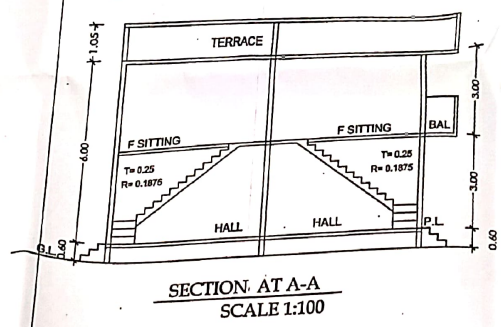 1.05
TERRACE
3.00
F SITTING
F SITTING
BAL
6.00
T= 0.25
R= 0.1875
T= 0.25
R= 0.1875
3.00
HALL
HALL
P.L
G.L
0.60
0.60
SECTION AT A-A
SCALE 1:100